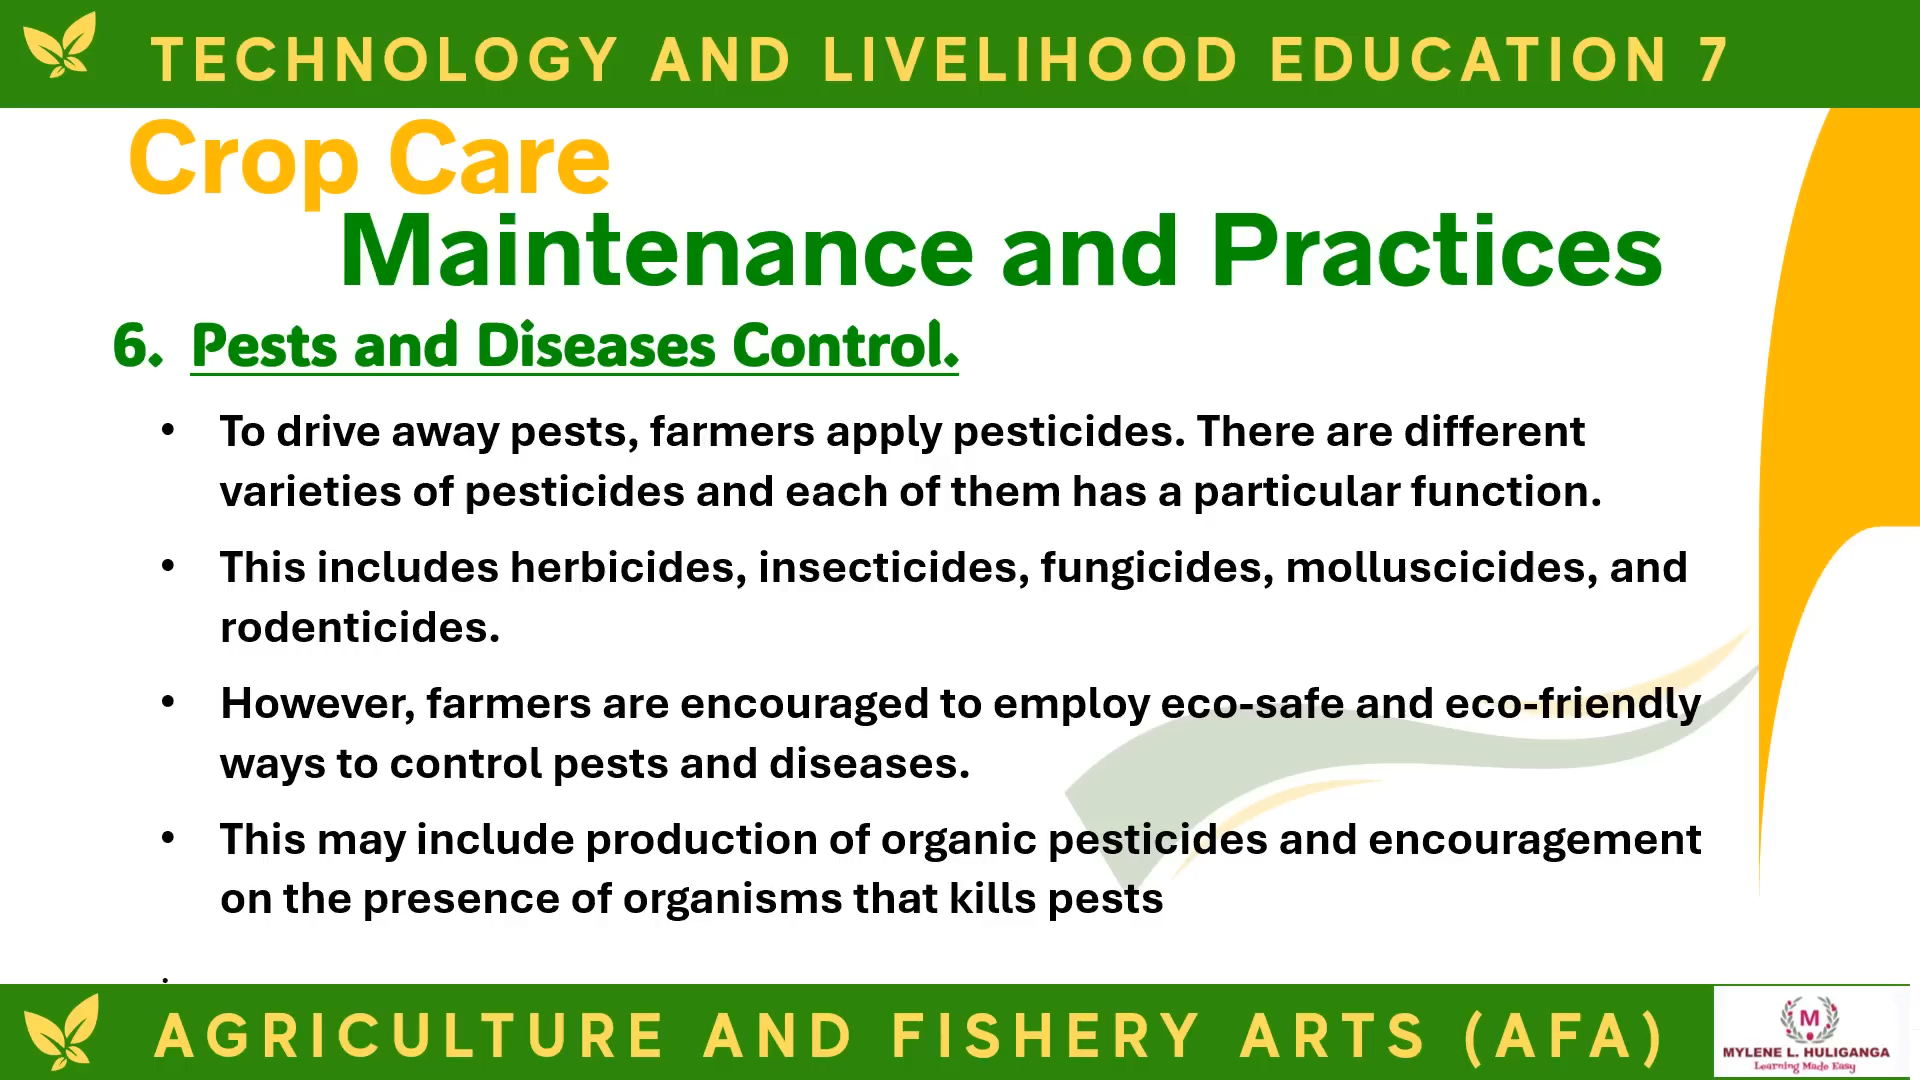 TECHNOLOGY AND LIVELIHOOD EDUCATION 7
Crop Care
Maintenance and Practices
6. Pests and Diseases Control.
• To drive away pests, farmers apply pesticides. There are different
varieties of pesticides and each of them has a particular function.
• This includes herbicides, insecticides, fungicides, molluscicides, and
rodenticides.
• However, farmers are encouraged to employ eco-safe and eco-friendly
ways to control pests and diseases.
• This may include production of organic pesticides and encouragement
on the presence of organisms that kills pests
.
AGRICULTURE AND FISHERY ARTS (AFA)
M
MYLENE L. HULIGANGA
Learning Made Easy